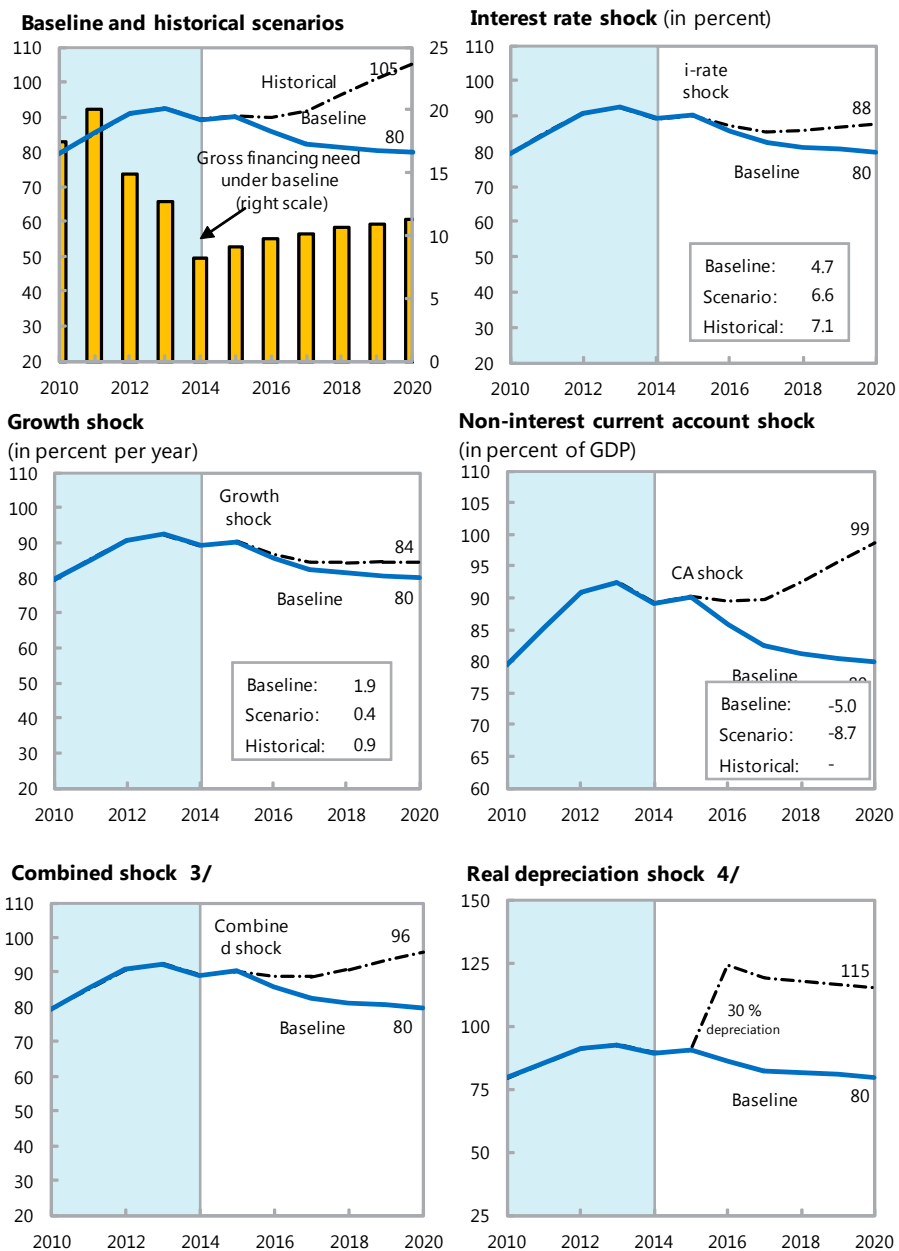 Baseline and historical scenarios
110
100
90
80
70
60
50
40
30
20
25
20
15
10
5
0
Historical
105
Baseline
80
Gross financing need
under baseline
(right scale)
2010 2012 2014 2016 2018 2020
Interest rate shock (in percent)
110
100
90
80
70
60
50
40
30
20
i-rate
shock
88
Baseline
80
Baseline: 4.7
Scenario: 6.6
Historical: 7.1
2010 2012 2014 2016 2018 2020
Growth shock
(in percent per year)
110
100
90
80
70
60
50
40
30
20
Growth
shock
84
Baseline
80
Baseline: 1.9
Scenario: 0.4
Historical: 0.9
2010 2012 2014 2016 2018 2020
Non-interest current account shock
(in percent of GDP)
110
105
100
95
90
85
80
75
70
65
60
99
CA shock
Baseline
Baseline: -5.0
Scenario: -8.7
Historical: -
2010 2012 2014 2016 2018 2020
Combined shock 3/
110
100
90
80
70
60
50
40
30
20
Combine
d shock
96
Baseline
80
2010 2012 2014 2016 2018 2020
Real depreciation shock 4/
150
125
100
75
50
25
115
30 %
depreciation
Baseline
80
2010 2012 2014 2016 2018 2020